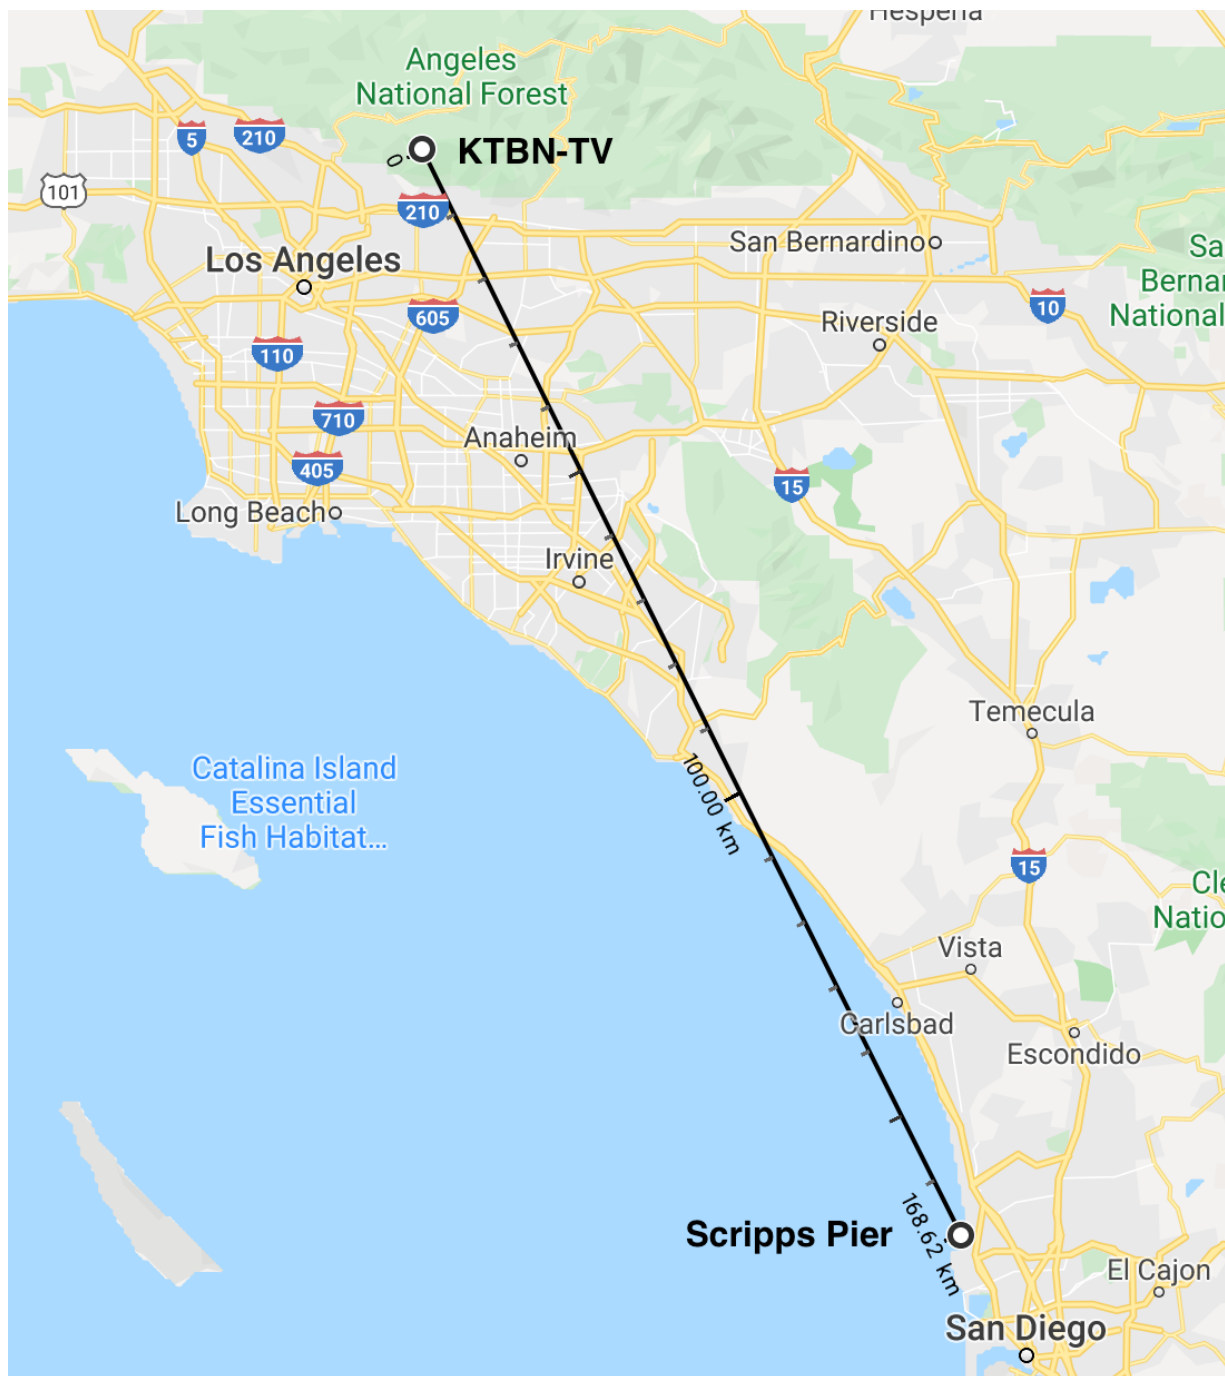 Hesperia
Angeles
National Forest
5
210
0
KTBN-TV
101
210
San Bernardino
Los Angeles
Sa
Bernar
National
10
605
Riverside
110
710
Anaheim
405
15
Long Beach
Irvine
Temecula
Catalina Island
Essential
Fish Habitat...
100.00 km
15
Cle
Natio
Vista
Carlsbad
Escondido
168.62 km
Scripps Pier
El Cajon
San Diego